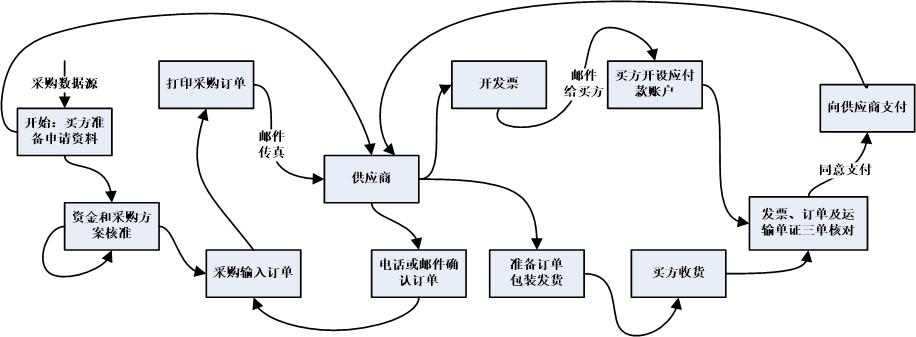 采购数据源
开始：买方准
备申请资料
资金和采购方
案核准
打印采购订单
邮件
传真
采购输入订单
供应商
电话或邮件确
认订单
开发票
邮件
给买方
准备订单
包装发货
买方开设应付
款账户
买方收货
向供应商支付
同意支付
发票、订单及运
输单证三单核对